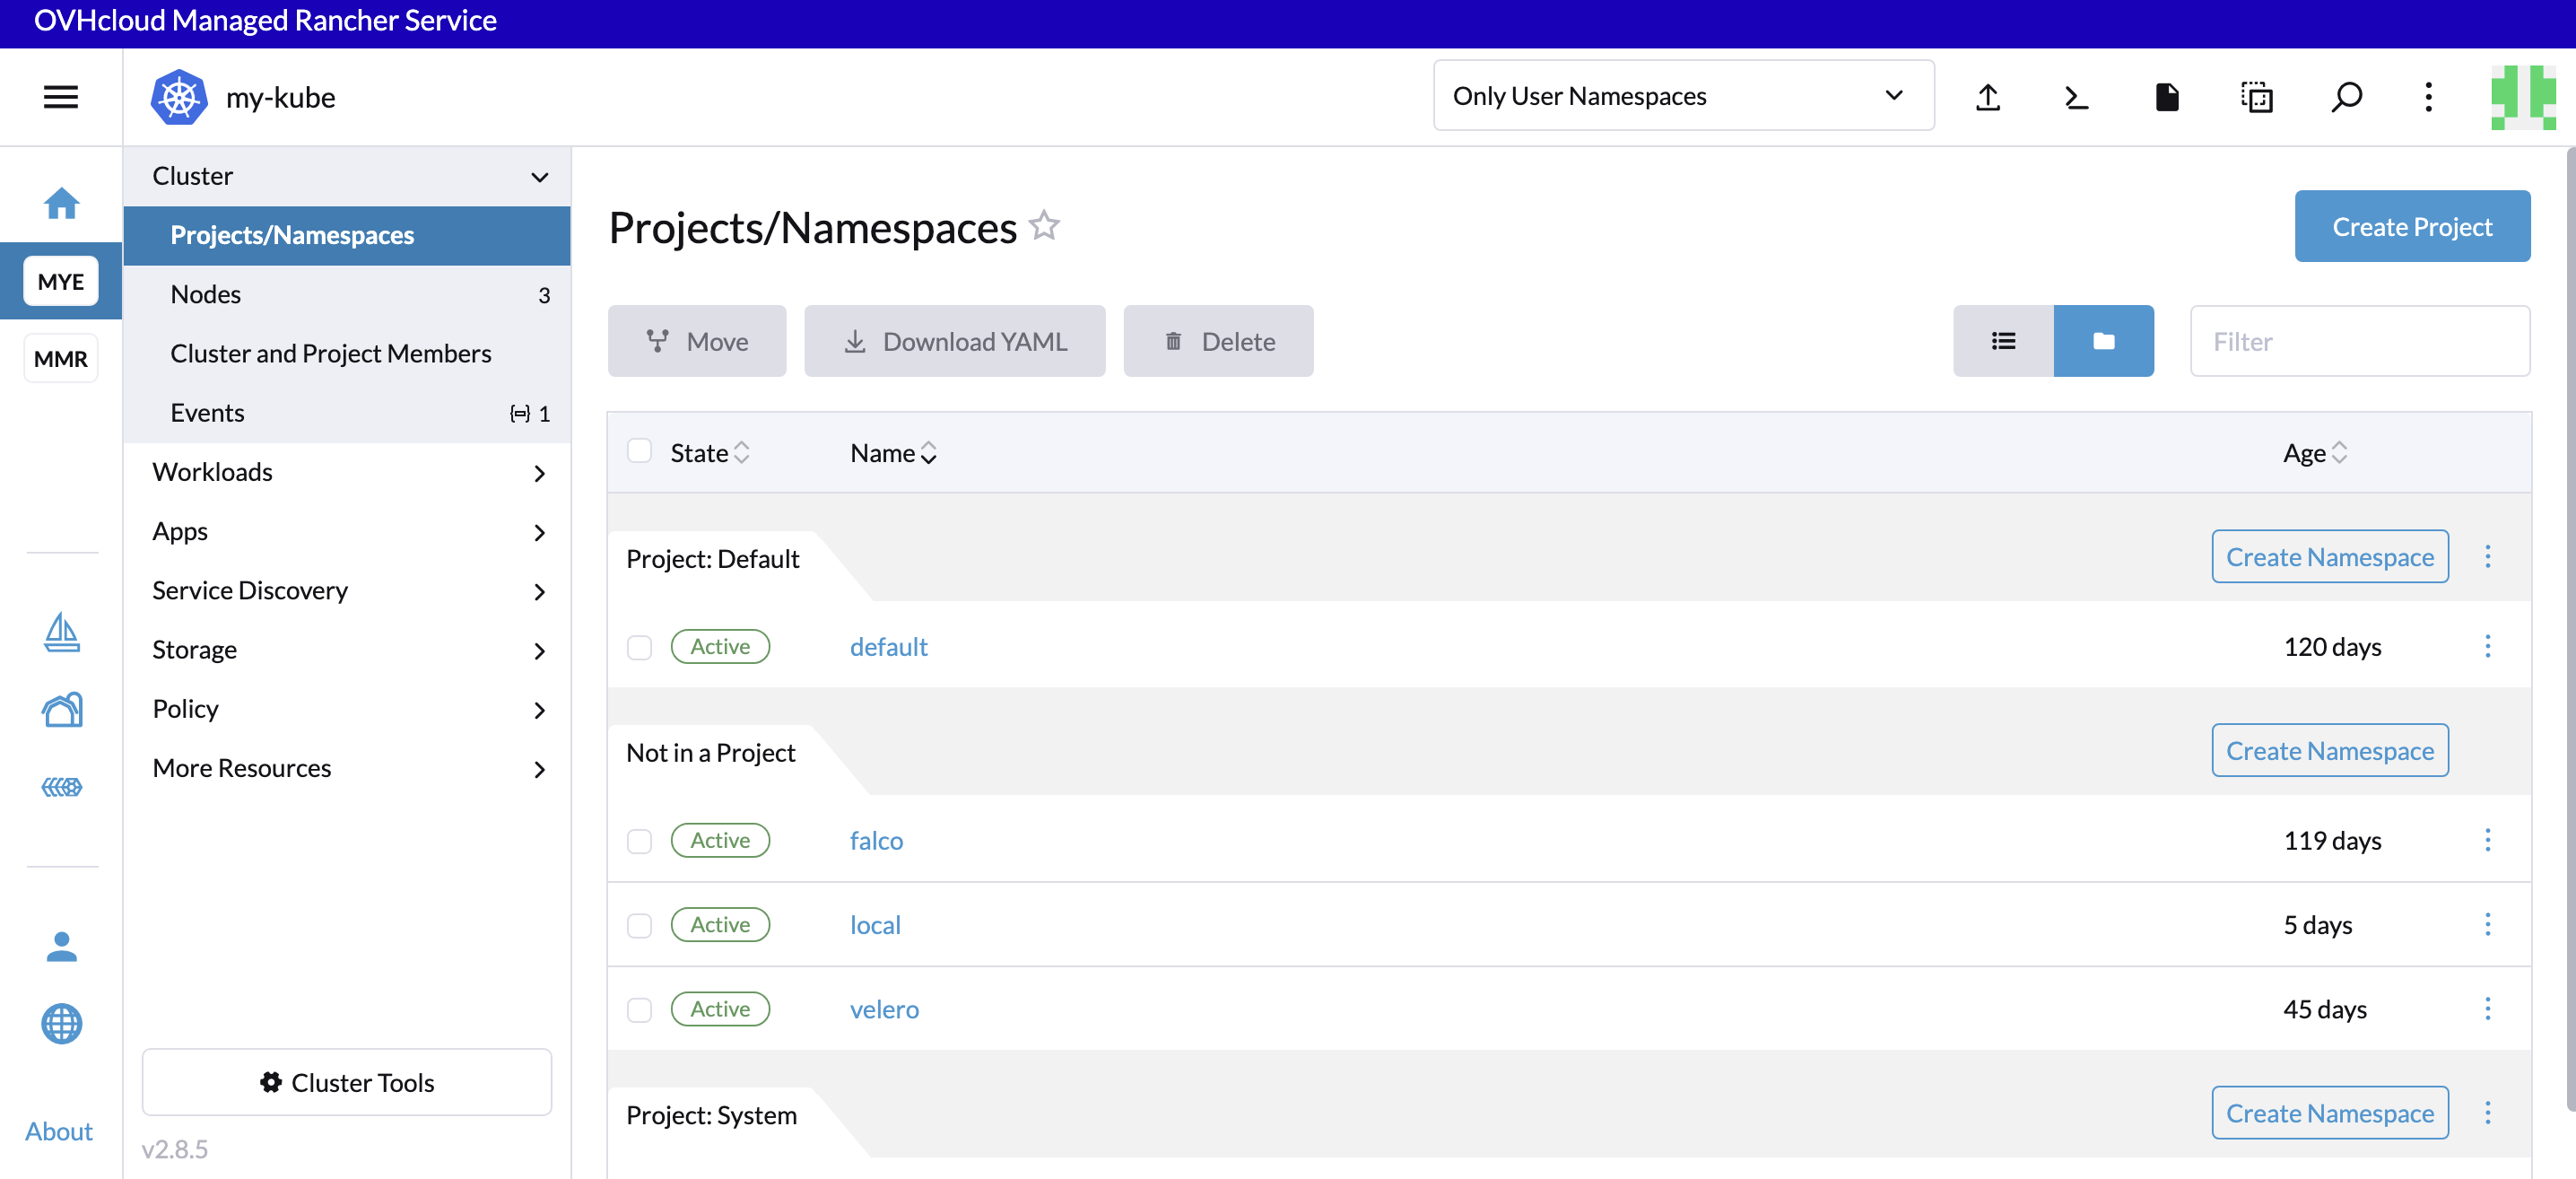 OVHcloud Managed Rancher Service
my-kube
Only User Namespaces
MYE
MMR
About
Cluster
Projects/Namespaces
Nodes 3
Cluster and Project Members
Events 1
Workloads
Apps
Service Discovery
Storage
Policy
More Resources
Cluster Tools
v2.8.5
Projects/Namespaces
Create Project
Move Download YAML Delete
Filter
State Name Age
Project: Default Create Namespace
Active default 120 days
Not in a Project Create Namespace
Active falco 119 days
Active local 5 days
Active velero 45 days
Project: System Create Namespace